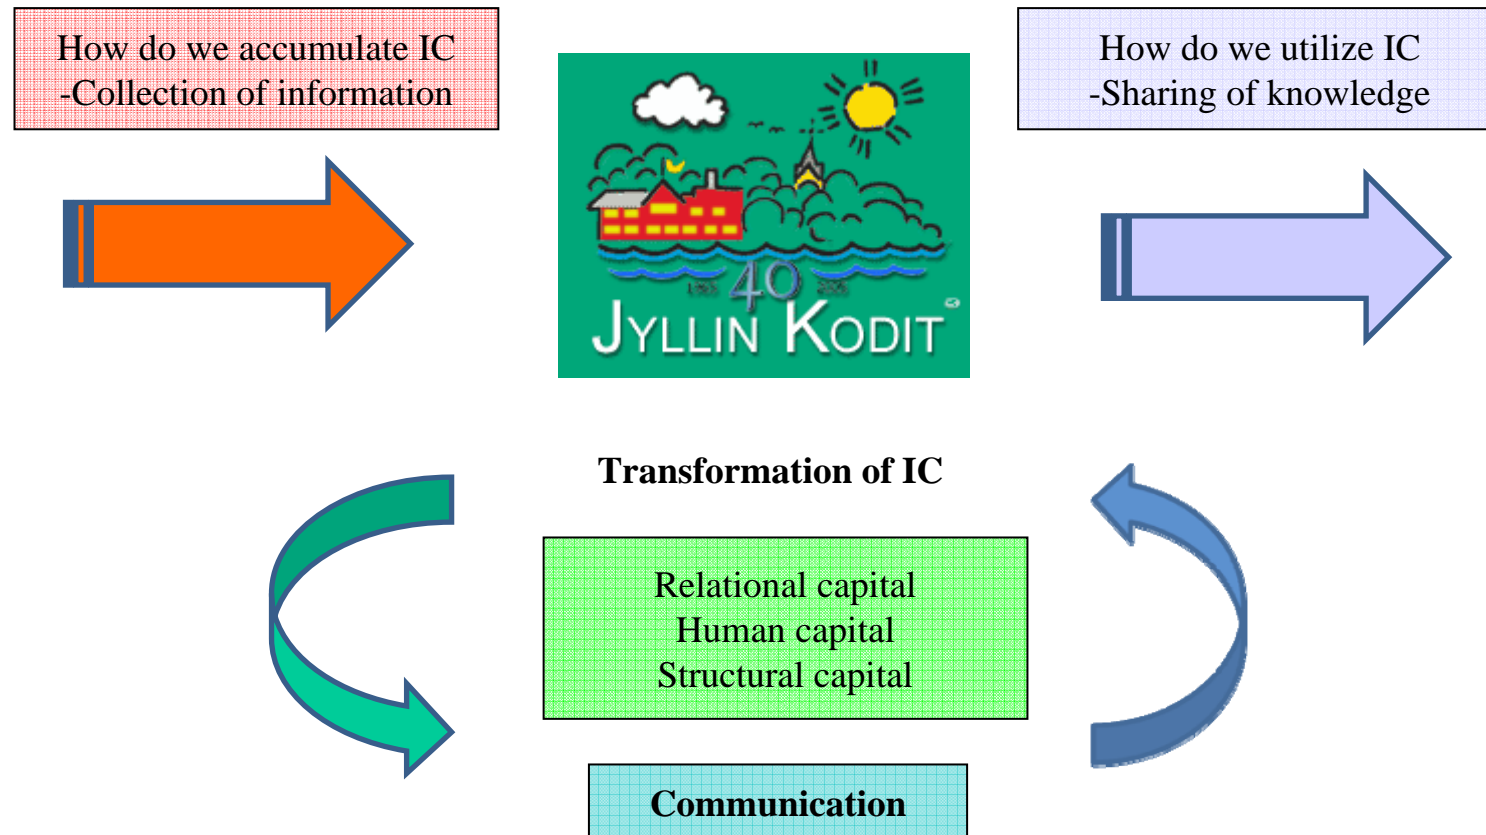 How do we accumulate IC
-Collection of information
How do we utilize IC
-Sharing of knowledge
40
JYLLIN KODIT
Transformation of IC
Relational capital
Human capital
Structural capital
Communication